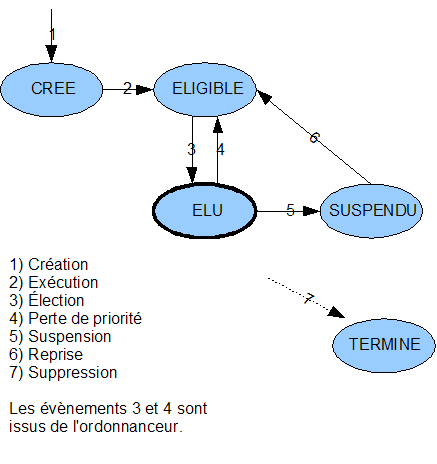 1
CREE
2
ELIGIBLE
3
4
6
ELU
5
SUSPENDU
1) Création
2) Exécution
3) Élection
4) Perte de priorité
5) Suspension
6) Reprise
7) Suppression
7
TERMINE
Les évènements 3 et 4 sont
issus de l'ordonnanceur.